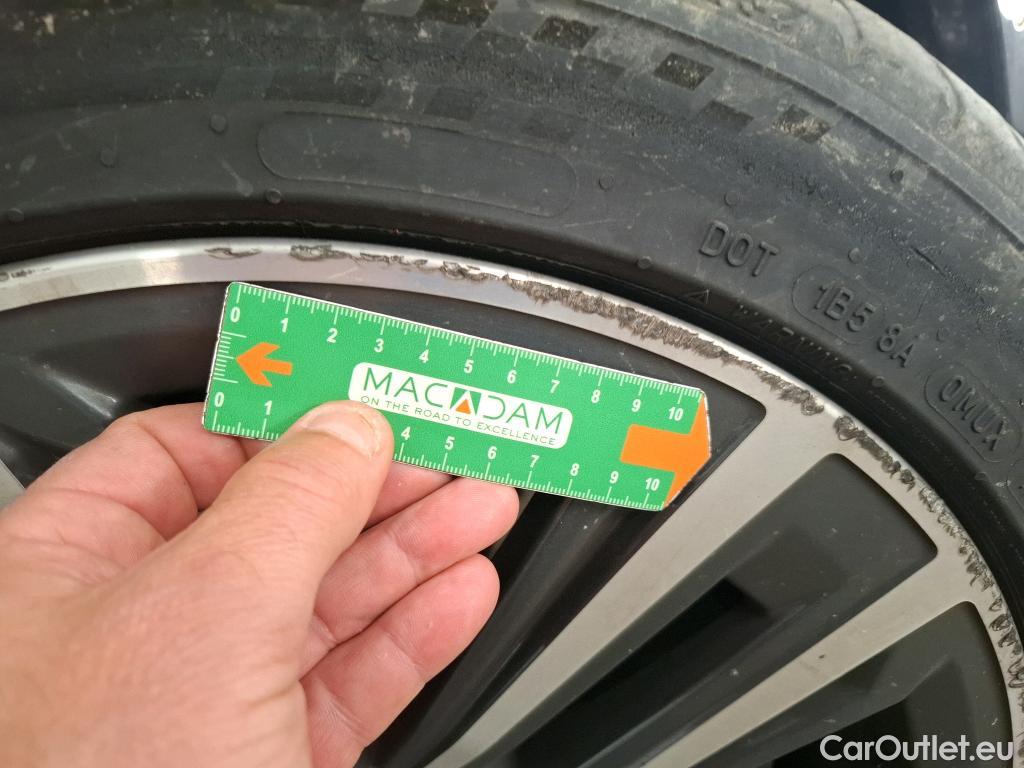 DOT
1B5 8A
0MUX
WARNING
0 1 2 3 4 5 6 7 8 9 10
MACADAM
ON THE ROAD TO EXCELLENCE
0 1 4 5 6 7 8 9 10
CarOutlet.eu